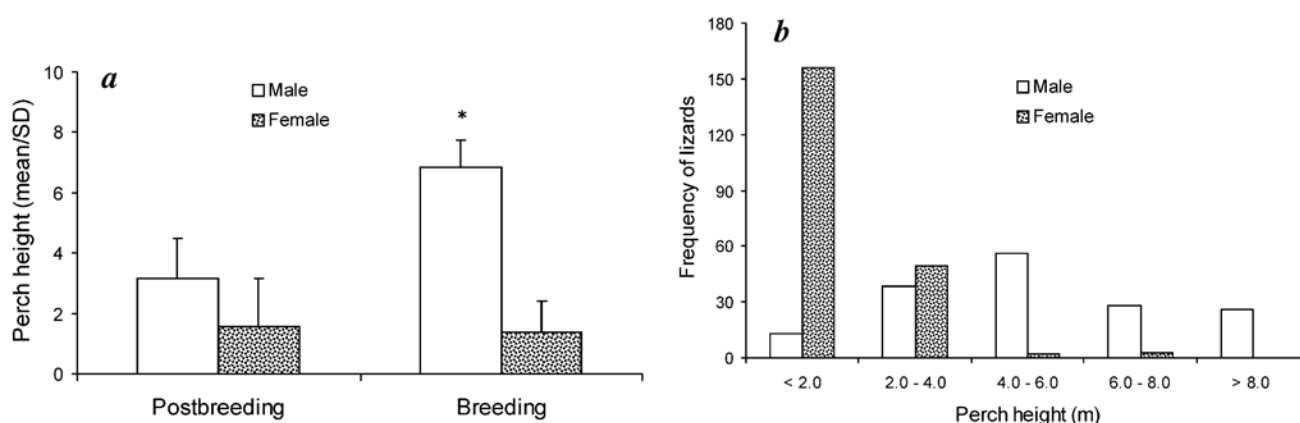 a
Perch height (mean/SD)
10
8
6
4
2
0
Male
Female
*
Postbreeding
Breeding
b
Frequency of lizards
180
150
120
90
60
30
0
Male
Female
< 2.0
2.0 - 4.0
4.0 - 6.0
6.0 - 8.0
> 8.0
Perch height (m)